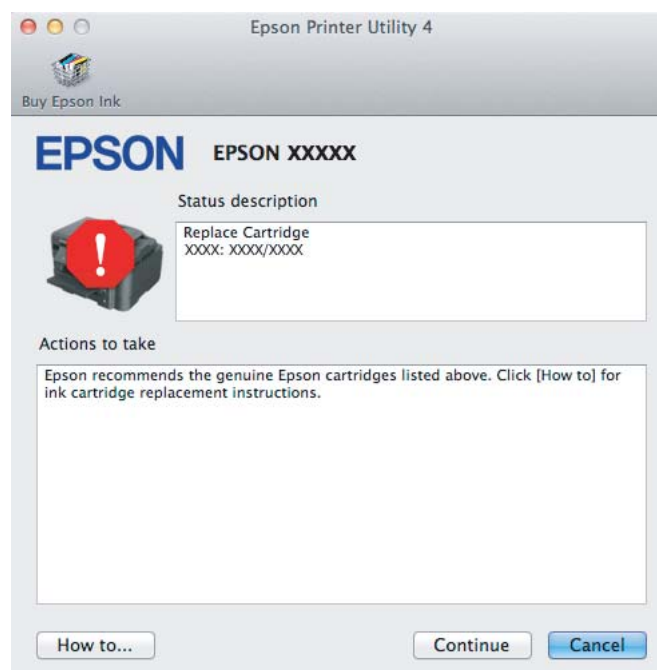 Epson Printer Utility 4
Buy Epson Ink
EPSON EPSON XXXXX
Status description
Replace Cartridge
XXXX: XXXX/XXXX
!
Actions to take
Epson recommends the genuine Epson cartridges listed above. Click [How to] for
ink cartridge replacement instructions.
How to... Continue Cancel